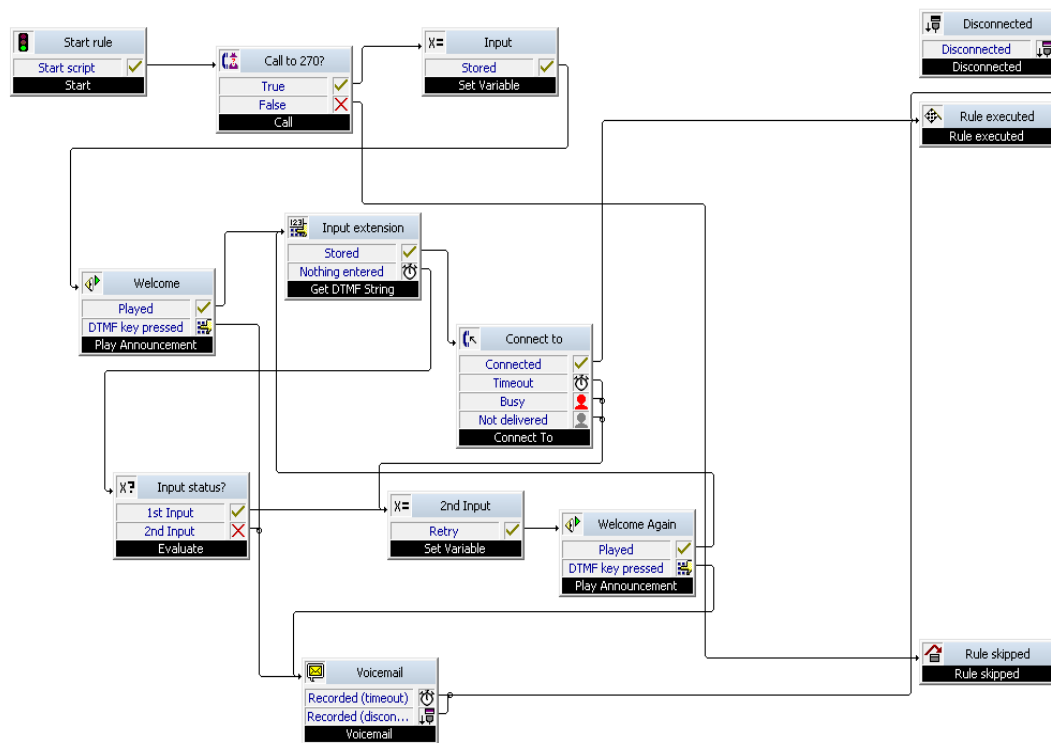 Start rule
Start script
Start
Call to 270?
True
False
Call
X=
Input
Stored
Set Variable
Disconnected
Disconnected
Disconnected
Rule executed
Rule executed
123
Input extension
Stored
Nothing entered
Get DTMF String
Welcome
Played
DTMF key pressed
Play Announcement
Connect to
Connected
Timeout
Busy
Not delivered
Connect To
X?
Input status?
1st Input
2nd Input
Evaluate
X=
2nd Input
Retry
Set Variable
Welcome Again
Played
DTMF key pressed
Play Announcement
Rule skipped
Rule skipped
Voicemail
Recorded (timeout)
Recorded (discon...
Voicemail